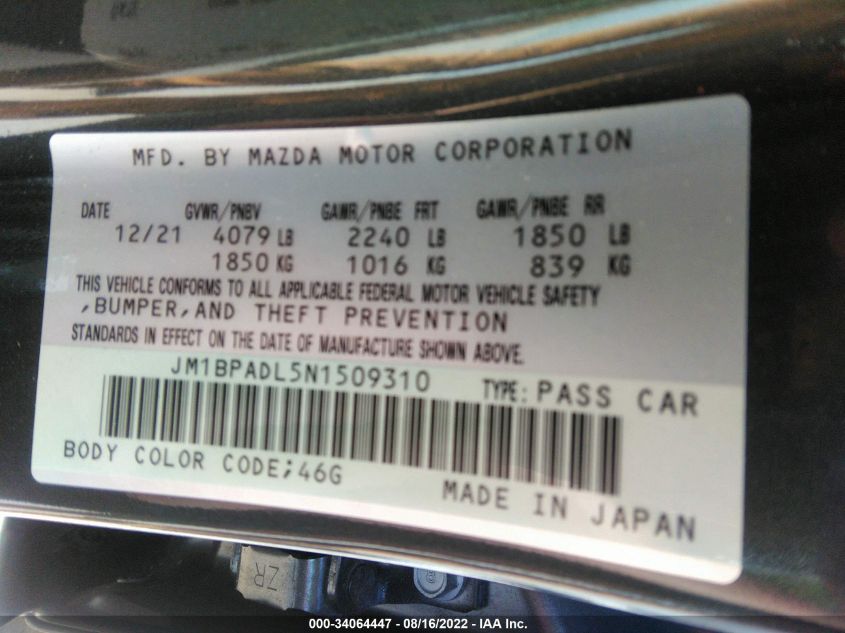 MFD. BY MAZDA MOTOR CORPORATION
DATE GVWR/PNBV GAWR/PNBE FRT GAWR/PNBE RR
12/21 4079 LB 2240 LB 1850 LB
1850 KG 1016 KG 839 KG
THIS VEHICLE CONFORMS TO ALL APPLICABLE FEDERAL MOTOR VEHICLE SAFETY
,BUMPER,AND THEFT PREVENTION
STANDARDS IN EFFECT ON THE DATE OF MANUFACTURE SHOWN ABOVE.
JM1BPADL5N1509310 TYPE: PASS CAR
BODY COLOR CODE;46G
MADE IN JAPAN
ZR
000-34064447 - 08/16/2022 - IAA Inc.